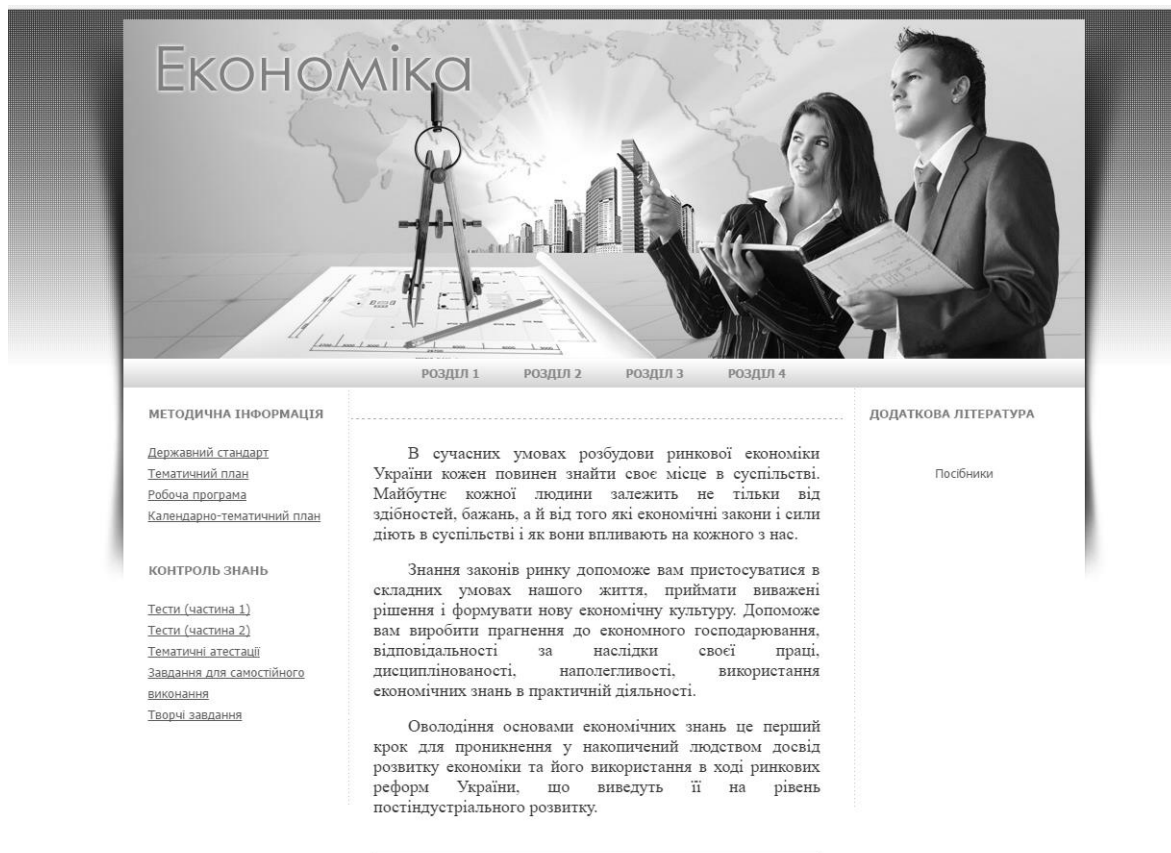 Економіка
РОЗДІЛ 1 РОЗДІЛ 2 РОЗДІЛ 3 РОЗДІЛ 4
МЕТОДИЧНА ІНФОРМАЦІЯ
Державний стандарт
Тематичний план
Робоча програма
Календарно-тематичний план
КОНТРОЛЬ ЗНАНЬ
Тести (частина 1)
Тести (частина 2)
Тематичні атестації
Завдання для самостійного
виконання
Творчі завдання
В сучасних умовах розбудови ринкової економіки
України кожен повинен знайти своє місце в суспільстві.
Майбутнє кожної людини залежить не тільки від
здібностей, бажань, а й від того які економічні закони і сили
діють в суспільстві і як вони впливають на кожного з нас.
Знання законів ринку допоможе вам пристосуватися в
складних умовах нашого життя, приймати виважені
рішення і формувати нову економічну культуру. Допоможе
вам виробити прагнення до економного господарювання,
відповідальності за наслідки своєї праці,
дисциплінованості, наполегливості, використання
економічних знань в практичній діяльності.
Оволодіння основами економічних знань це перший
крок для проникнення у накопичений людством досвід
розвитку економіки та його використання в ході ринкових
реформ України, що виведуть її на рівень
постіндустріального розвитку.
ДОДАТКОВА ЛІТЕРАТУРА
Посібники